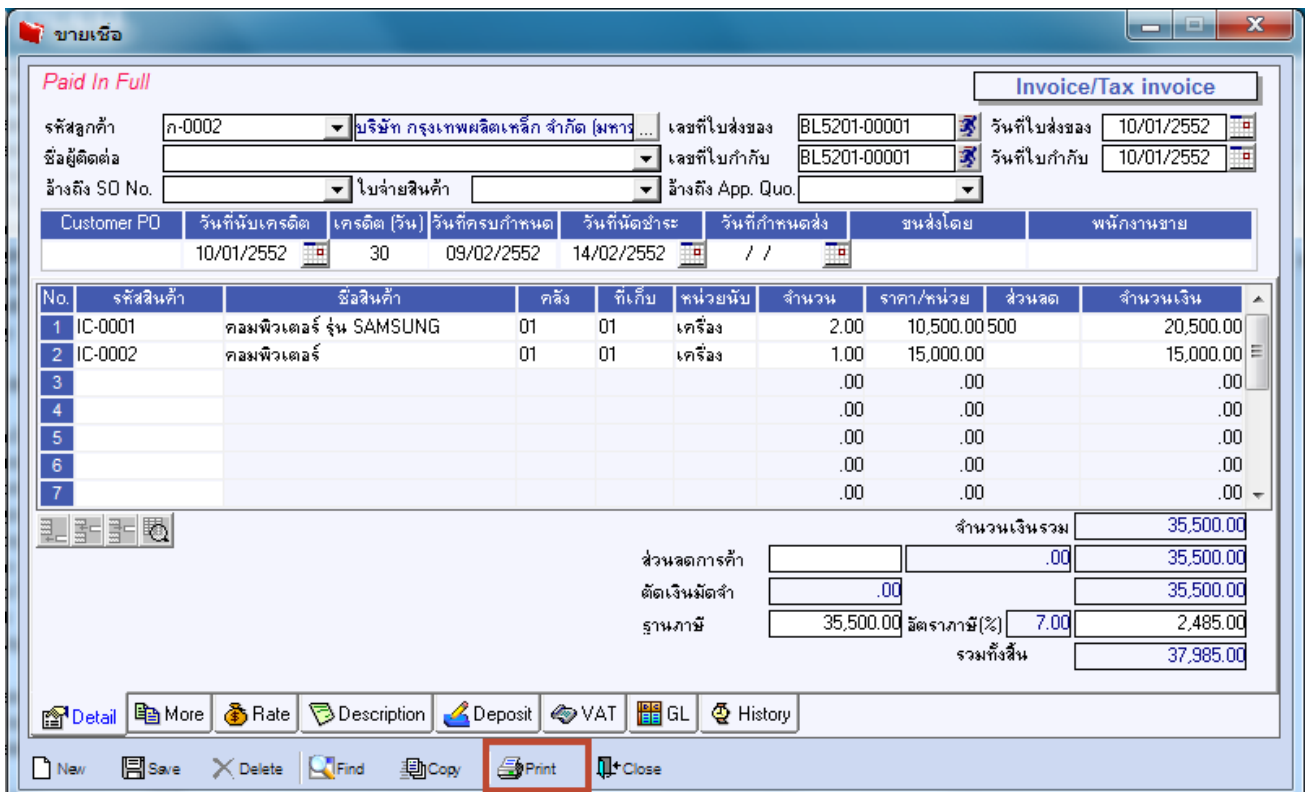 ขายเชื่อ
Paid In Full
Invoice/Tax invoice
รหัสลูกค้า ก-0002 บริษัท กรุงเทพผลิตเหล็ก จำกัด (มหาร ... เลขที่ใบส่งของ BL5201-00001 วันที่ใบส่งของ 10/01/2552
ชื่อผู้ติดต่อ เลขที่ใบกำกับ BL5201-00001 วันที่ใบกำกับ 10/01/2552
อ้างถึง SO No. ใบจ่ายสินค้า อ้างถึง App. Quo.
Customer PO วันที่นับเครดิต เครดิต (วัน) วันที่ครบกำหนด วันที่นัดชำระ วันที่กำหนดส่ง ขนส่งโดย พนักงานขาย
10/01/2552 30 09/02/2552 14/02/2552 / /
No. รหัสสินค้า ชื่อสินค้า คลัง ที่เก็บ หน่วยนับ จำนวน ราคา/หน่วย ส่วนลด จำนวนเงิน
1 IC-0001 คอมพิวเตอร์ รุ่น SAMSUNG 01 01 เครื่อง 2.00 10,500.00 500 20,500.00
2 IC-0002 คอมพิวเตอร์ 01 01 เครื่อง 1.00 15,000.00 15,000.00
3 .00 .00 .00
4 .00 .00 .00
5 .00 .00 .00
6 .00 .00 .00
7 .00 .00 .00
จำนวนเงินรวม 35,500.00
ส่วนลดการค้า .00 35,500.00
ตัดเงินมัดจำ .00 35,500.00
ฐานภาษี 35,500.00 อัตราภาษี(%) 7.00 2,485.00
รวมทั้งสิ้น 37,985.00
Detail More Rate Description Deposit VAT GL History
New Save Delete Find Copy Print Close